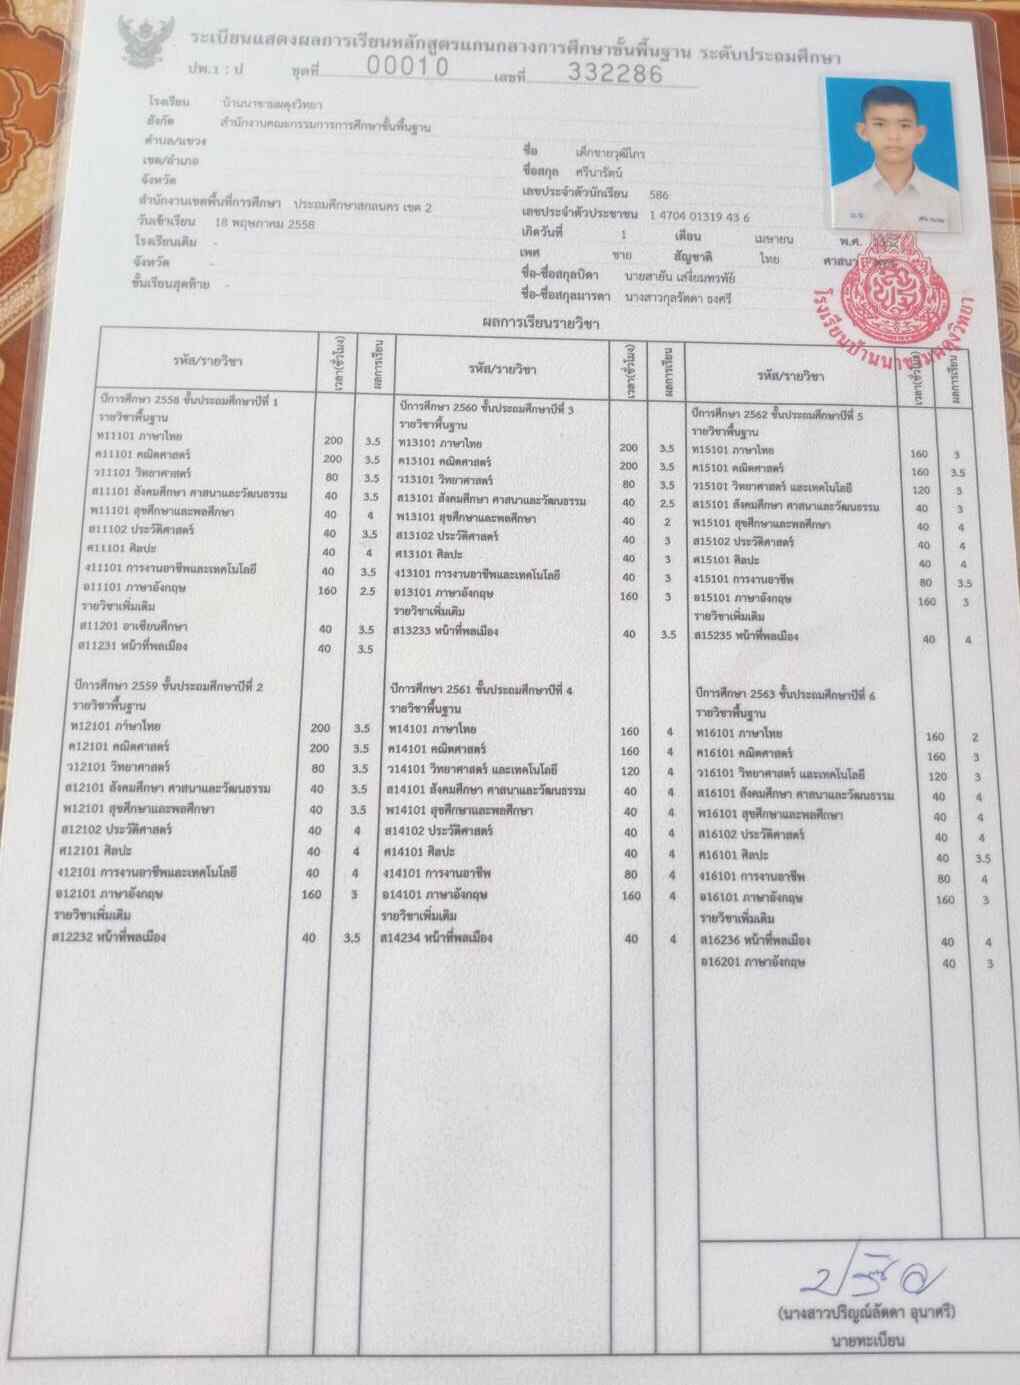 ระเบียนแสดงผลการเรียนหลักสูตรแกนกลางการศึกษาขั้นพื้นฐาน ระดับประถมศึกษา
ปพ.1 : ป ชุดที่ 00010 เลขที่ 332286
โรงเรียน บ้านนาซาผดุงวิทยา
สังกัด สำนักงานคณะกรรมการการศึกษาขั้นพื้นฐาน
ตำบล/แขวง
เขต/อำเภอ
จังหวัด
สำนักงานเขตพื้นที่การศึกษา ประถมศึกษาสกลนคร เขต 2
วันเข้าเรียน 18 พฤษภาคม 2558
โรงเรียนเดิม -
จังหวัด -
ชั้นเรียนสุดท้าย -
ชื่อ เด็กชายวุฒิไกร
ชื่อสกุล ศรีนารัตน์
เลขประจำตัวนักเรียน 586
เลขประจำตัวประชาชน 1 4704 01319 43 6
เกิดวันที่ 1 เดือน เมษายน พ.ศ.
เพศ ชาย สัญชาติ ไทย ศาสนา
ชื่อ-ชื่อสกุลบิดา นายสายัน เสงี่ยมทรัพย์
ชื่อ-ชื่อสกุลมารดา นางสาวกุลรัตดา ธงศรี
ผลการเรียนรายวิชา
รหัส/รายวิชา เวลา(ชั่วโมง) ผลการเรียน
ปีการศึกษา 2558 ชั้นประถมศึกษาปีที่ 1
รายวิชาพื้นฐาน
ท11101 ภาษาไทย 200 3.5
ค11101 คณิตศาสตร์ 200 3.5
ว11101 วิทยาศาสตร์ 80 3.5
ส11101 สังคมศึกษา ศาสนาและวัฒนธรรม 40 3.5
พ11101 สุขศึกษาและพลศึกษา 40 4
ส11102 ประวัติศาสตร์ 40 3.5
ศ11101 ศิลปะ 40 4
ง11101 การงานอาชีพและเทคโนโลยี 40 3.5
อ11101 ภาษาอังกฤษ 160 2.5
รายวิชาเพิ่มเติม
ส11201 อาเซียนศึกษา 40 3.5
ส11231 หน้าที่พลเมือง 40 3.5
ปีการศึกษา 2559 ชั้นประถมศึกษาปีที่ 2
รายวิชาพื้นฐาน
ท12101 ภาษาไทย 200 3.5
ค12101 คณิตศาสตร์ 200 3.5
ว12101 วิทยาศาสตร์ 80 3.5
ส12101 สังคมศึกษา ศาสนาและวัฒนธรรม 40 3.5
พ12101 สุขศึกษาและพลศึกษา 40 3.5
ส12102 ประวัติศาสตร์ 40 4
ศ12101 ศิลปะ 40 4
ง12101 การงานอาชีพและเทคโนโลยี 40 4
อ12101 ภาษาอังกฤษ 160 3
รายวิชาเพิ่มเติม
ส12232 หน้าที่พลเมือง 40 3.5
รหัส/รายวิชา เวลา(ชั่วโมง) ผลการเรียน
ปีการศึกษา 2560 ชั้นประถมศึกษาปีที่ 3
รายวิชาพื้นฐาน
ท13101 ภาษาไทย 200 3.5
ค13101 คณิตศาสตร์ 200 3.5
ว13101 วิทยาศาสตร์ 80 3.5
ส13101 สังคมศึกษา ศาสนาและวัฒนธรรม 40 2.5
พ13101 สุขศึกษาและพลศึกษา 40 2
ส13102 ประวัติศาสตร์ 40 3
ศ13101 ศิลปะ 40 3
ง13101 การงานอาชีพและเทคโนโลยี 40 3
อ13101 ภาษาอังกฤษ 160 3
รายวิชาเพิ่มเติม
ส13233 หน้าที่พลเมือง 40 3.5
ปีการศึกษา 2561 ชั้นประถมศึกษาปีที่ 4
รายวิชาพื้นฐาน
ท14101 ภาษาไทย 160 4
ค14101 คณิตศาสตร์ 160 4
ว14101 วิทยาศาสตร์ และเทคโนโลยี 120 4
ส14101 สังคมศึกษา ศาสนาและวัฒนธรรม 40 4
พ14101 สุขศึกษาและพลศึกษา 40 4
ส14102 ประวัติศาสตร์ 40 4
ศ14101 ศิลปะ 40 4
ง14101 การงานอาชีพ 80 4
อ14101 ภาษาอังกฤษ 160 4
รายวิชาเพิ่มเติม
ส14234 หน้าที่พลเมือง 40 4
รหัส/รายวิชา เวลา(ชั่วโมง) ผลการเรียน
ปีการศึกษา 2562 ชั้นประถมศึกษาปีที่ 5
รายวิชาพื้นฐาน
ท15101 ภาษาไทย 160 3
ค15101 คณิตศาสตร์ 160 3.5
ว15101 วิทยาศาสตร์ และเทคโนโลยี 120 3
ส15101 สังคมศึกษา ศาสนาและวัฒนธรรม 40 3
พ15101 สุขศึกษาและพลศึกษา 40 4
ส15102 ประวัติศาสตร์ 40 4
ศ15101 ศิลปะ 40 4
ง15101 การงานอาชีพ 80 3.5
อ15101 ภาษาอังกฤษ 160 3
รายวิชาเพิ่มเติม
ส15235 หน้าที่พลเมือง 40 4
ปีการศึกษา 2563 ชั้นประถมศึกษาปีที่ 6
รายวิชาพื้นฐาน
ท16101 ภาษาไทย 160 2
ค16101 คณิตศาสตร์ 160 3
ว16101 วิทยาศาสตร์ และเทคโนโลยี 120 3
ส16101 สังคมศึกษา ศาสนาและวัฒนธรรม 40 4
พ16101 สุขศึกษาและพลศึกษา 40 4
ส16102 ประวัติศาสตร์ 40 4
ศ16101 ศิลปะ 40 3.5
ง16101 การงานอาชีพ 80 4
อ16101 ภาษาอังกฤษ 160 3
รายวิชาเพิ่มเติม
ส16236 หน้าที่พลเมือง 40 4
อ16201 ภาษาอังกฤษ 40 3
(นางสาวปริญณ์ลัดดา อุนาศรี)
นายทะเบียน